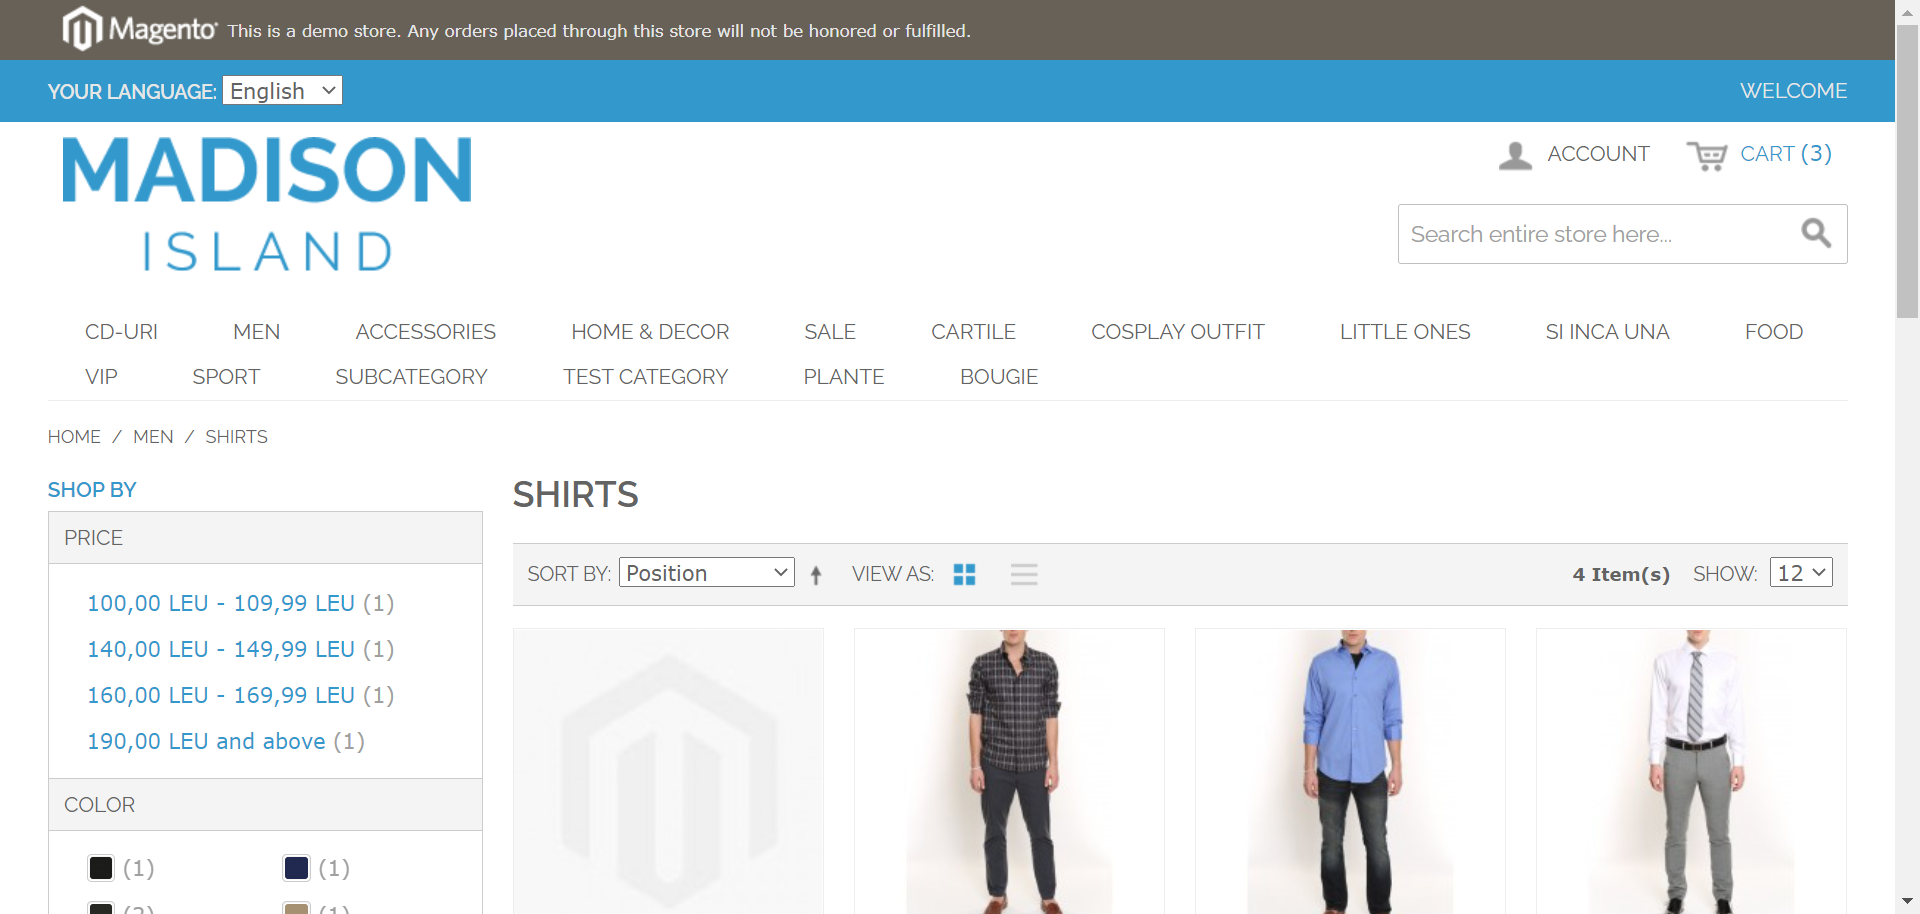 Magento This is a demo store. Any orders placed through this store will not be honored or fulfilled.
YOUR LANGUAGE: English
WELCOME
MADISON
ISLAND
ACCOUNT
CART (3)
Search entire store here...
CD-URI MEN ACCESSORIES HOME & DECOR SALE CARTILE COSPLAY OUTFIT LITTLE ONES SI INCA UNA FOOD
VIP SPORT SUBCATEGORY TEST CATEGORY PLANTE BOUGIE
HOME / MEN / SHIRTS
SHOP BY
PRICE
100,00 LEU - 109,99 LEU (1)
140,00 LEU - 149,99 LEU (1)
160,00 LEU - 169,99 LEU (1)
190,00 LEU and above (1)
COLOR
(1) (1)
SHIRTS
SORT BY: Position VIEW AS: 4 Item(s) SHOW: 12